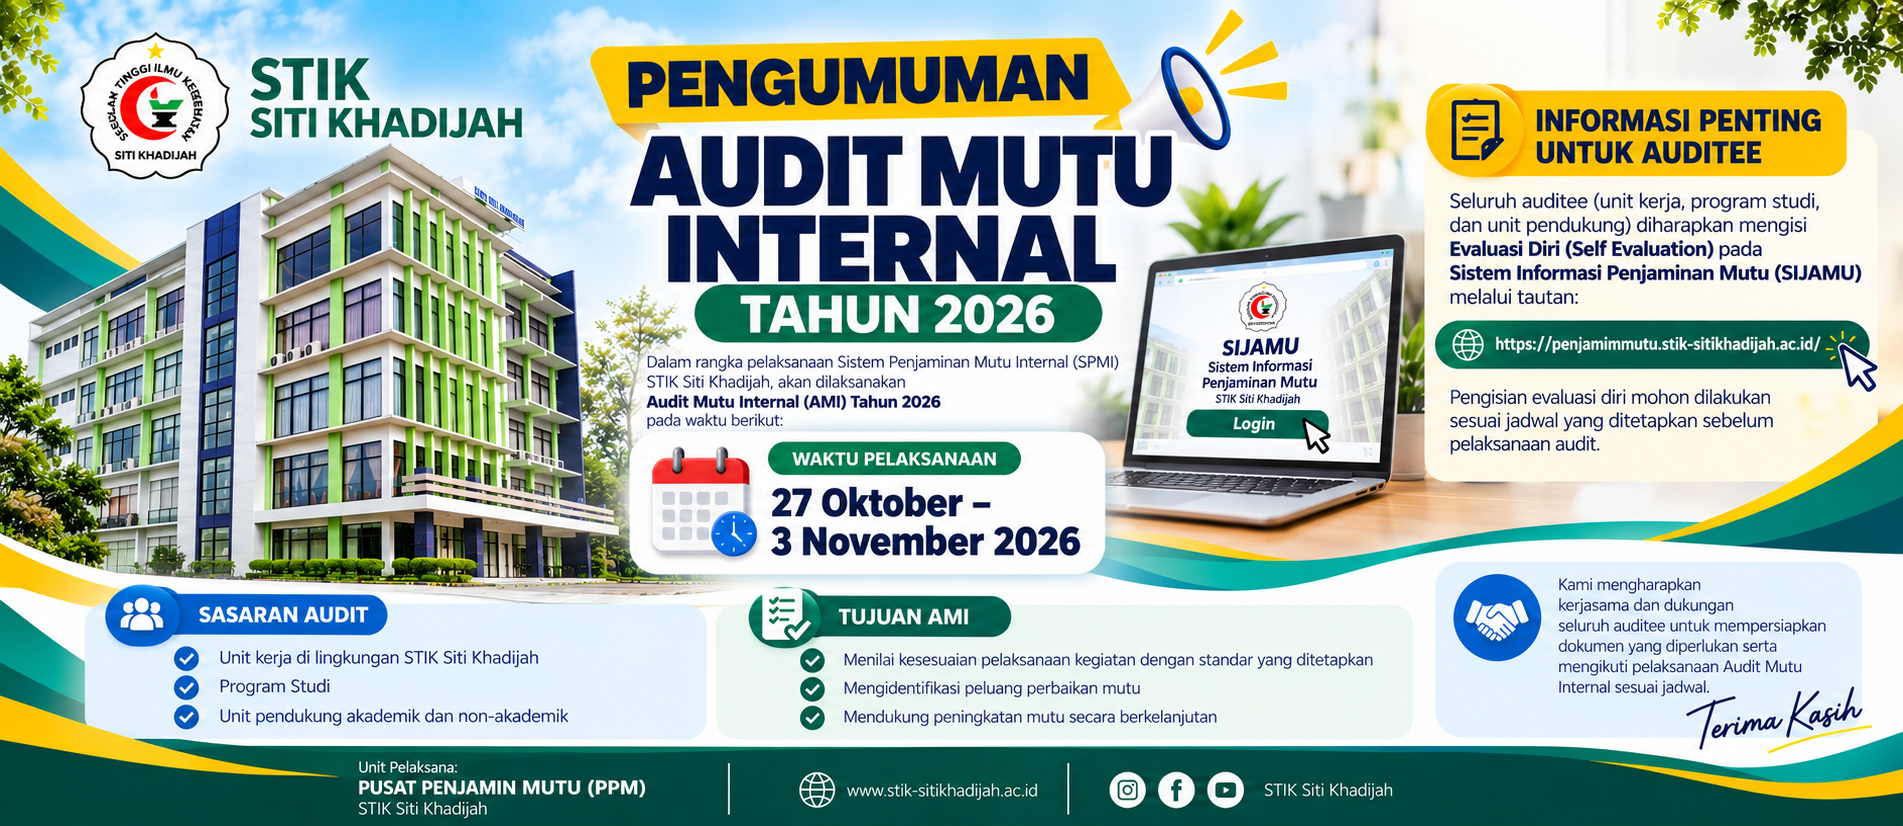 SEKOLAH TINGGI ILMU KESEHATAN
SITI KHADIJAH
STIK
SITI KHADIJAH
PENGUMUMAN
AUDIT MUTU
INTERNAL
TAHUN 2026
Dalam rangka pelaksanaan Sistem Penjaminan Mutu Internal (SPMI)
STIK Siti Khadijah, akan dilaksanakan
Audit Mutu Internal (AMI) Tahun 2026
pada waktu berikut:
WAKTU PELAKSANAAN
27 Oktober –
3 November 2026
SIJAMU
Sistem Informasi
Penjaminan Mutu
STIK Siti Khadijah
Login
INFORMASI PENTING
UNTUK AUDITEE
Seluruh auditee (unit kerja, program studi,
dan unit pendukung) diharapkan mengisi
Evaluasi Diri (Self Evaluation) pada
Sistem Informasi Penjaminan Mutu (SIJAMU)
melalui tautan:
https://penjamimmutu.stik-sitikhadijah.ac.id/
Pengisian evaluasi diri mohon dilakukan
sesuai jadwal yang ditetapkan sebelum
pelaksanaan audit.
SASARAN AUDIT
Unit kerja di lingkungan STIK Siti Khadijah
Program Studi
Unit pendukung akademik dan non-akademik
TUJUAN AMI
Menilai kesesuaian pelaksanaan kegiatan dengan standar yang ditetapkan
Mengidentifikasi peluang perbaikan mutu
Mendukung peningkatan mutu secara berkelanjutan
Kami mengharapkan
kerjasama dan dukungan
seluruh auditee untuk mempersiapkan
dokumen yang diperlukan serta
mengikuti pelaksanaan Audit Mutu
Internal sesuai jadwal.
Terima Kasih
Unit Pelaksana:
PUSAT PENJAMIN MUTU (PPM)
STIK Siti Khadijah
www.stik-sitikhadijah.ac.id
STIK Siti Khadijah